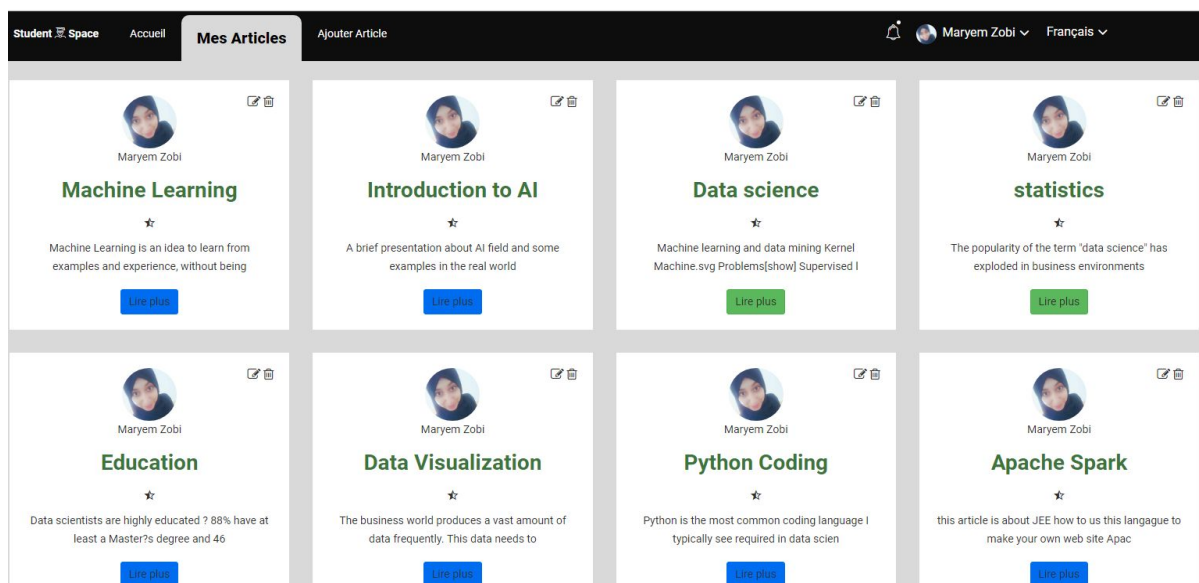 Student Space Accueil Mes Articles Ajouter Article Maryem Zobi Français
Maryem Zobi Maryem Zobi Maryem Zobi Maryem Zobi
Machine Learning Introduction to AI Data science statistics
Machine Learning is an idea to learn from A brief presentation about AI field and some Machine learning and data mining Kernel The popularity of the term "data science" has
examples and experience, without being examples in the real world Machine.svg Problems[show] Supervised l exploded in business environments
Lire plus Lire plus Lire plus Lire plus
Maryem Zobi Maryem Zobi Maryem Zobi Maryem Zobi
Education Data Visualization Python Coding Apache Spark
Data scientists are highly educated ? 88% have at The business world produces a vast amount of Python is the most common coding language I this article is about JEE how to us this langague to
least a Master?s degree and 46 data frequently. This data needs to typically see required in data scien make your own web site Apac
Lire plus Lire plus Lire plus Lire plus